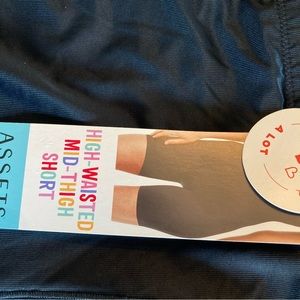 ASSETS
HIGH-WAISTED
MID-THIGH
SHORT
A LOT